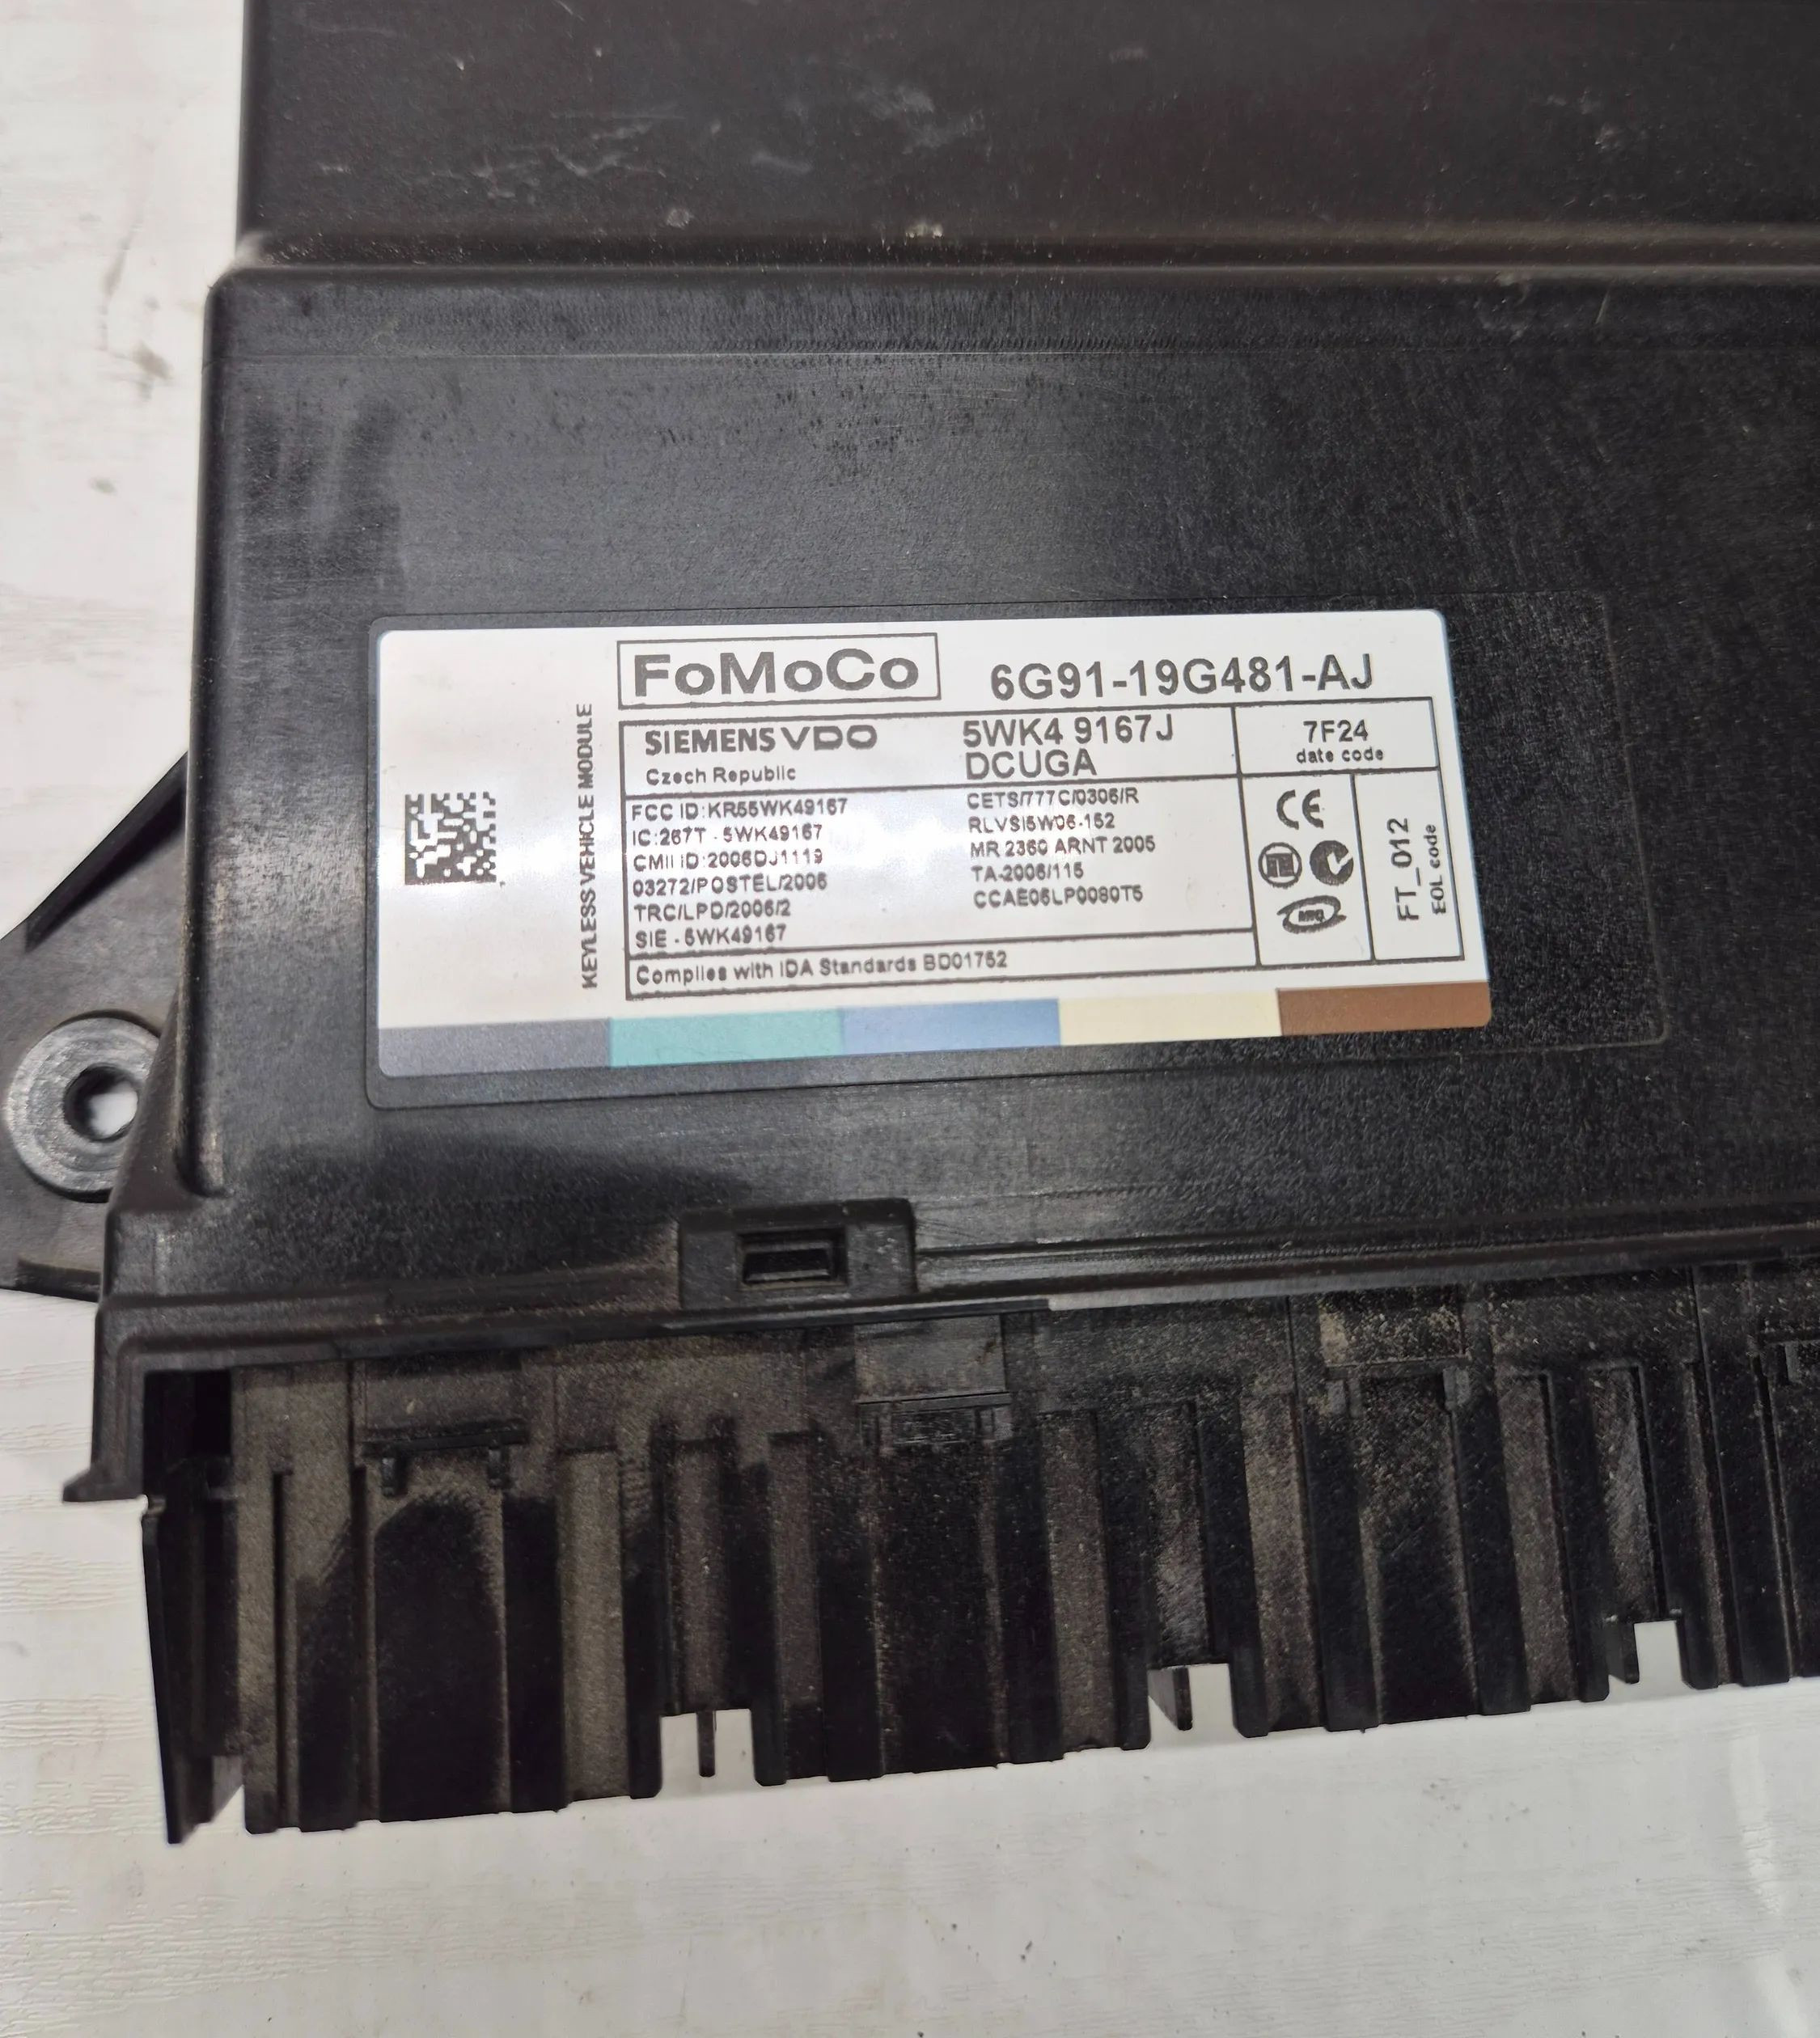 KEYLESS VEHICLE MODULE
FoMoCo
6G91-19G481-AJ
SIEMENS VDO
Czech Republic
5WK4 9167J
DCUGA
7F24
date code
FCC ID:KR55WK49167
IC:267T - 5WK49167
CMII ID:2006DJ1119
03272/POSTEL/2006
TRC/LPD/2006/2
SIE - 5WK49167
CETS/777C/0306/R
RLVSI5W06-152
MR 2360 ARNT 2005
TA-2006/115
CCAE06LP0080T5
CE
FT_012
EOL code
Complies with IDA Standards BD01752